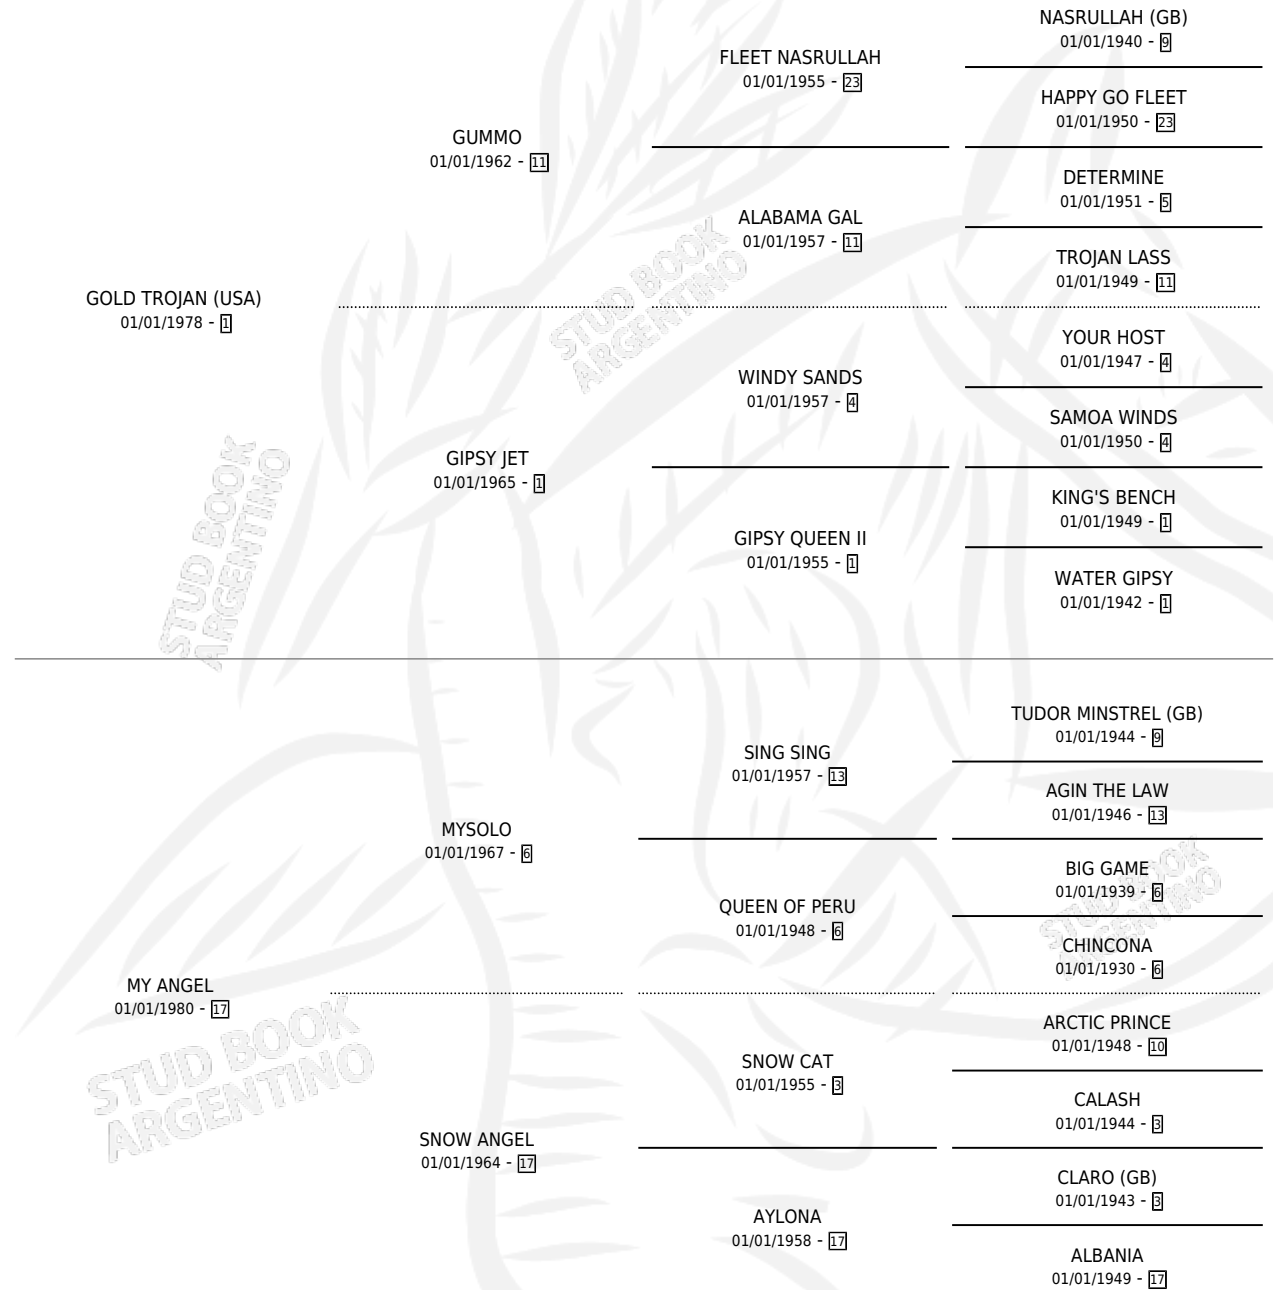 NASRULLAH (GB)
01/01/1940 - 9
FLEET NASRULLAH
01/01/1955 - 23
HAPPY GO FLEET
01/01/1950 - 23
GUMMO
01/01/1962 - 11
DETERMINE
01/01/1951 - 5
ALABAMA GAL
01/01/1957 - 11
TROJAN LASS
01/01/1949 - 11
GOLD TROJAN (USA)
01/01/1978 - 1
STUD BOOK
ARGENTINO
YOUR HOST
01/01/1947 - 4
WINDY SANDS
01/01/1957 - 4
SAMOA WINDS
01/01/1950 - 4
GIPSY JET
01/01/1965 - 1
KING'S BENCH
01/01/1949 - 1
GIPSY QUEEN II
01/01/1955 - 1
WATER GIPSY
01/01/1942 - 1
STUD BOOK
ARGENTINO
TUDOR MINSTREL (GB)
01/01/1944 - 9
SING SING
01/01/1957 - 13
AGIN THE LAW
01/01/1946 - 13
MYSOLO
01/01/1967 - 6
BIG GAME
01/01/1939 - 6
QUEEN OF PERU
01/01/1948 - 6
STUD BOOK
ARGENTINO
CHINCONA
01/01/1930 - 6
MY ANGEL
01/01/1980 - 17
STUD BOOK
ARGENTINO
ARCTIC PRINCE
01/01/1948 - 10
SNOW CAT
01/01/1955 - 3
CALASH
01/01/1944 - 3
SNOW ANGEL
01/01/1964 - 17
CLARO (GB)
01/01/1943 - 3
AYLONA
01/01/1958 - 17
ALBANIA
01/01/1949 - 17